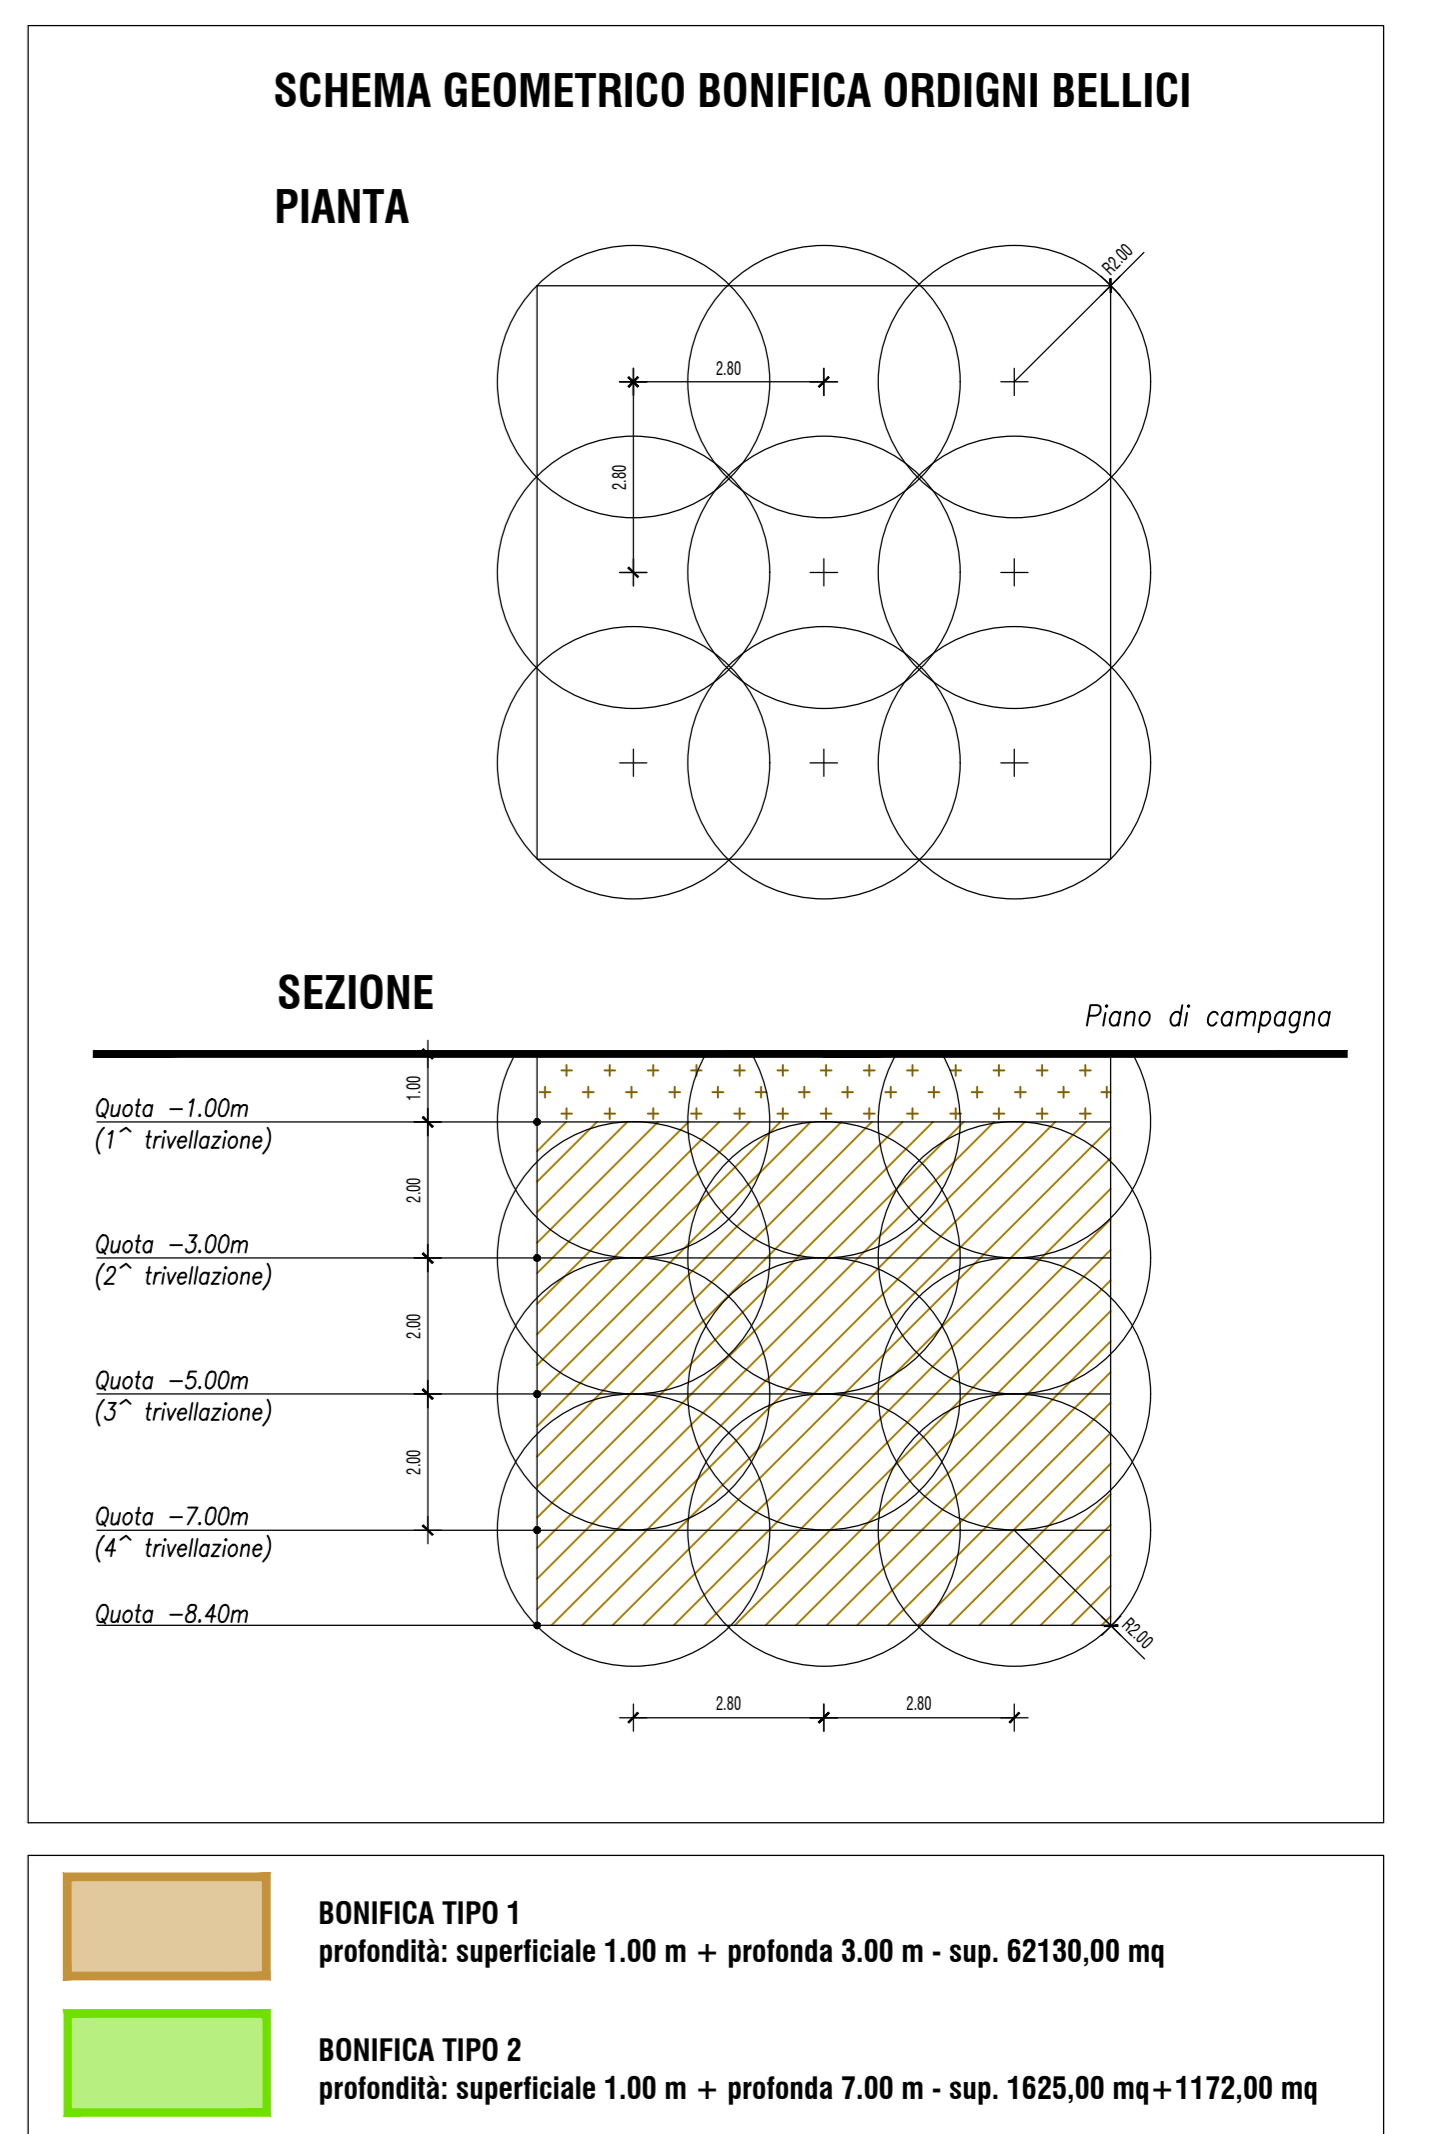 SCHEMA GEOMETRICO BONIFICA ORDIGNI BELLICI
PIANTA
R2.00
2.80
2.80
SEZIONE
Piano di campagna
1.00
Quota -1.00m
(1^ trivellazione)
2.00
Quota -3.00m
(2^ trivellazione)
2.00
Quota -5.00m
(3^ trivellazione)
2.00
Quota -7.00m
(4^ trivellazione)
Quota -8.40m
R2.00
2.80 2.80
BONIFICA TIPO 1
profondità: superficiale 1.00 m + profonda 3.00 m - sup. 62130,00 mq
BONIFICA TIPO 2
profondità: superficiale 1.00 m + profonda 7.00 m - sup. 1625,00 mq+1172,00 mq